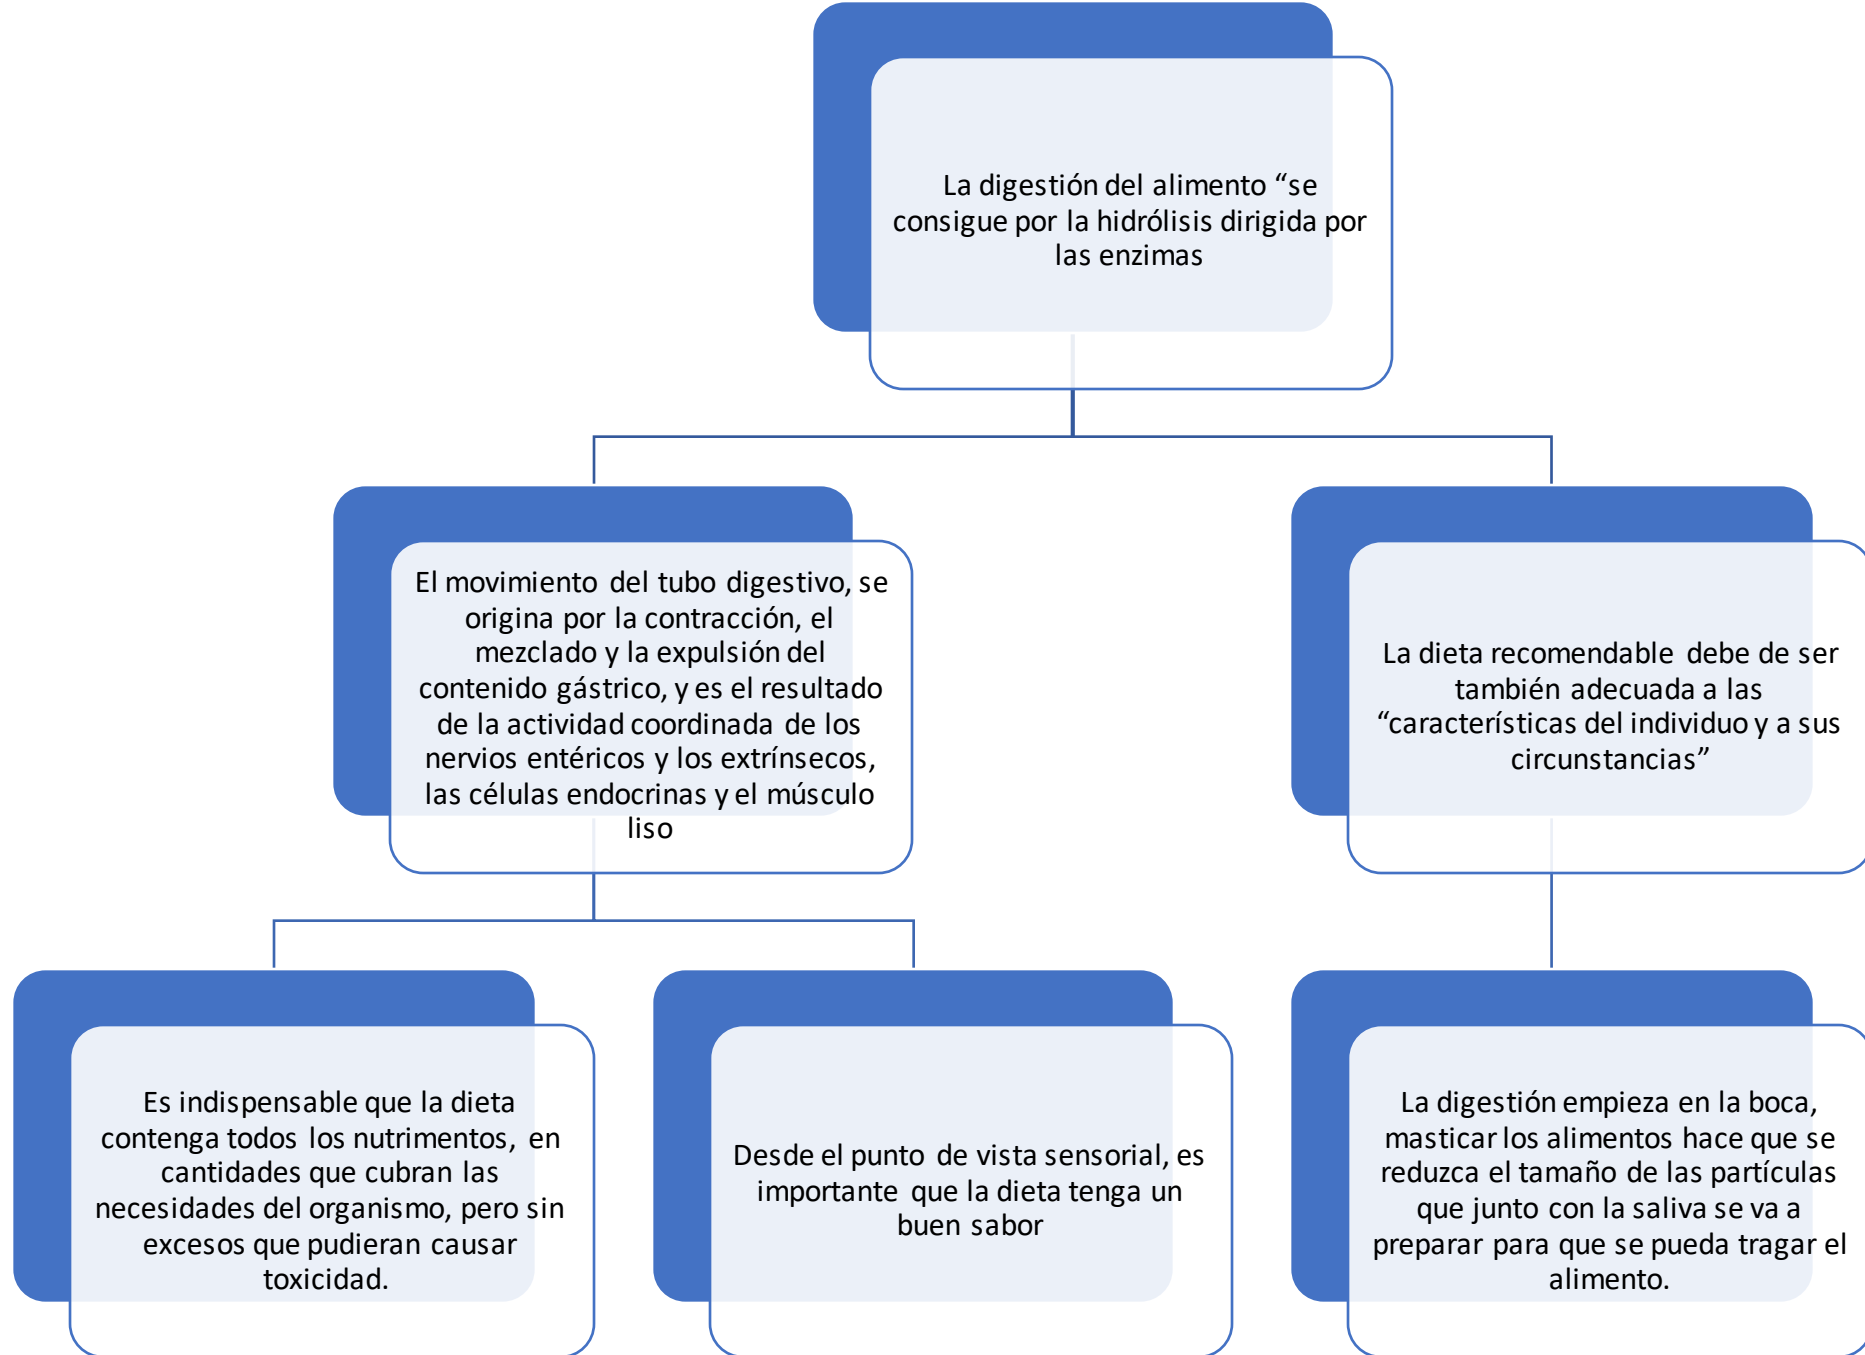 La digestión del alimento “se
consigue por la hidrólisis dirigida por
las enzimas
El movimiento del tubo digestivo, se
origina por la contracción, el
mezclado y la expulsión del
contenido gástrico, y es el resultado
de la actividad coordinada de los
nervios entéricos y los extrínsecos,
las células endocrinas y el músculo
liso
La dieta recomendable debe de ser
también adecuada a las
“características del individuo y a sus
circunstancias”
Es indispensable que la dieta
contenga todos los nutrimentos, en
cantidades que cubran las
necesidades del organismo, pero sin
excesos que pudieran causar
toxicidad.
Desde el punto de vista sensorial, es
importante que la dieta tenga un
buen sabor
La digestión empieza en la boca,
masticar los alimentos hace que se
reduzca el tamaño de las partículas
que junto con la saliva se va a
preparar para que se pueda tragar el
alimento.